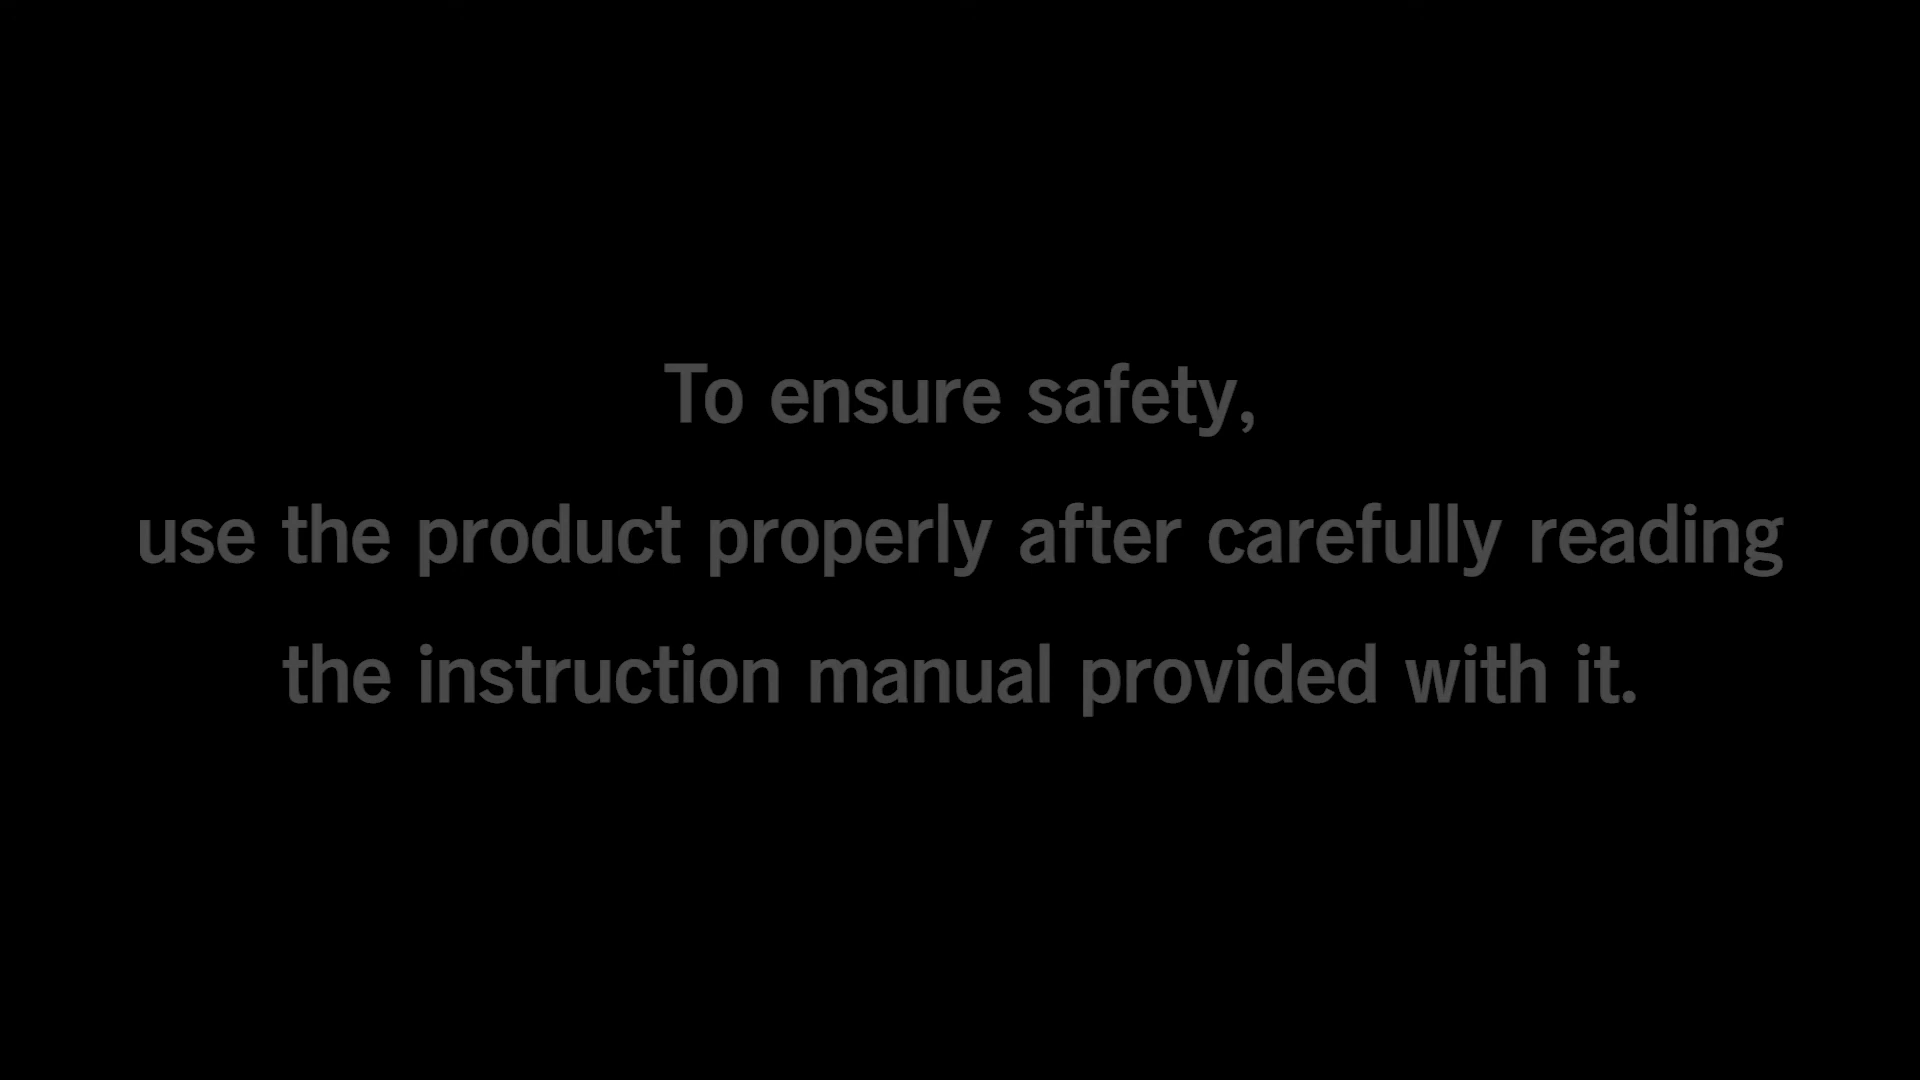 To ensure safety,
use the product properly after carefully reading
the instruction manual provided with it.